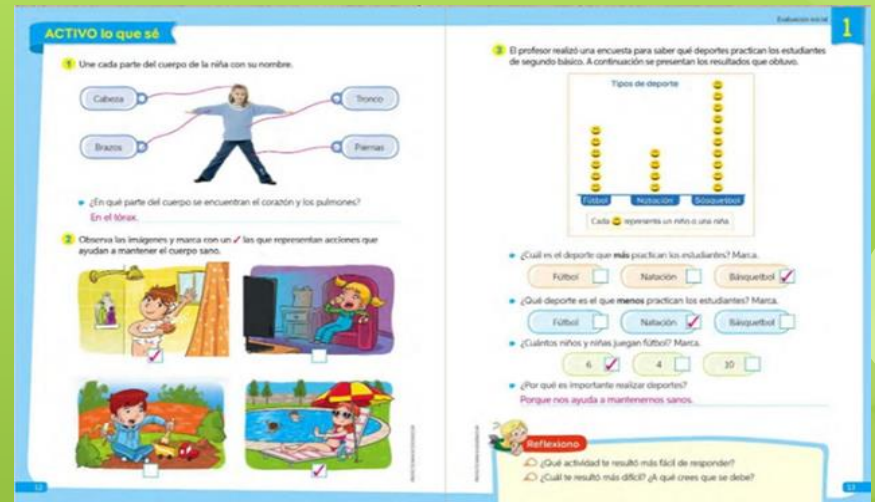 ACTIVO lo que sé
1 Une cada parte del cuerpo de la niña con su nombre.
Cabeza
Tronco
Brazos
Piernas
¿En qué parte del cuerpo se encuentran el corazón y los pulmones?
En el tórax.
2 Observa las imágenes y marca con un ✓ las que representan acciones que
ayudan a mantener el cuerpo sano.
12
Evaluación inicial
1
3 El profesor realizó una encuesta para saber qué deportes practican los estudiantes
de segundo básico. A continuación se presentan los resultados que obtuvo.
Tipos de deporte
Fútbol Natación Básquetbol
Cada representa un niño o una niña
¿Cuál es el deporte que más practican los estudiantes? Marca.
Fútbol Natación Básquetbol ✓
¿Qué deporte es el que menos practican los estudiantes? Marca.
Fútbol Natación ✓ Básquetbol
¿Cuántos niños y niñas juegan fútbol? Marca.
6 ✓ 4 10
¿Por qué es importante realizar deportes?
Porque nos ayuda a mantenernos sanos.
Reflexiono
¿Qué actividad te resultó más fácil de responder?
¿Cuál te resultó más difícil? ¿A qué crees que se debe?
13